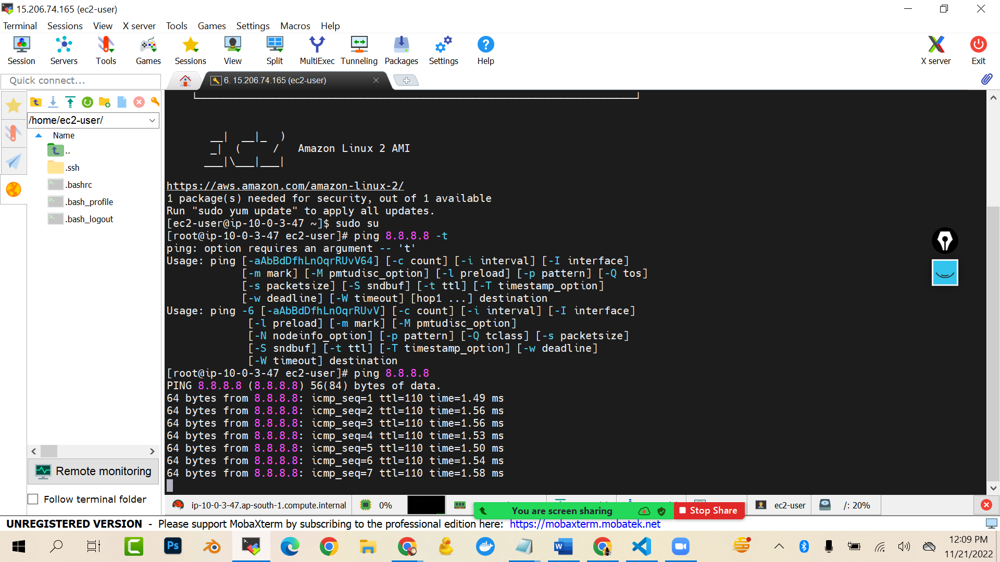 15.206.74.165 (ec2-user)
Terminal Sessions View X server Tools Games Settings Macros Help
Session Servers Tools Games Sessions View Split MultiExec Tunneling Packages Settings Help X server Exit
Quick connect...
6. 15.206.74.165 (ec2-user)
/home/ec2-user/
Name
..
.ssh
.bashrc
.bash_profile
.bash_logout
__|  __|_  )
_|  (     /   Amazon Linux 2 AMI
___|\___|___|
https://aws.amazon.com/amazon-linux-2/
1 package(s) needed for security, out of 1 available
Run "sudo yum update" to apply all updates.
[ec2-user@ip-10-0-3-47 ~]$ sudo su
[root@ip-10-0-3-47 ec2-user]# ping 8.8.8.8 -t
ping: option requires an argument -- 't'
Usage: ping [-aAbBdDfhLnOqrRUvV64] [-c count] [-i interval] [-I interface]
[-m mark] [-M pmtudisc_option] [-l preload] [-p pattern] [-Q tos]
[-s packetsize] [-S sndbuf] [-t ttl] [-T timestamp_option]
[-w deadline] [-W timeout] [hop1 ...] destination
Usage: ping -6 [-aAbBdDfhLnOqrRUvV] [-c count] [-i interval] [-I interface]
[-l preload] [-m mark] [-M pmtudisc_option]
[-N nodeinfo_option] [-p pattern] [-Q tclass] [-s packetsize]
[-S sndbuf] [-t ttl] [-T timestamp_option] [-w deadline]
[-W timeout] destination
[root@ip-10-0-3-47 ec2-user]# ping 8.8.8.8
PING 8.8.8.8 (8.8.8.8) 56(84) bytes of data.
64 bytes from 8.8.8.8: icmp_seq=1 ttl=110 time=1.49 ms
64 bytes from 8.8.8.8: icmp_seq=2 ttl=110 time=1.56 ms
64 bytes from 8.8.8.8: icmp_seq=3 ttl=110 time=1.56 ms
64 bytes from 8.8.8.8: icmp_seq=4 ttl=110 time=1.53 ms
64 bytes from 8.8.8.8: icmp_seq=5 ttl=110 time=1.50 ms
64 bytes from 8.8.8.8: icmp_seq=6 ttl=110 time=1.54 ms
64 bytes from 8.8.8.8: icmp_seq=7 ttl=110 time=1.58 ms
Remote monitoring
Follow terminal folder
ip-10-0-3-47.ap-south-1.compute.internal 0% ec2-user /: 20%
You are screen sharing Stop Share
UNREGISTERED VERSION - Please support MobaXterm by subscribing to the professional edition here: https://mobaxterm.mobatek.net
Ps
W
12:09 PM
11/21/2022